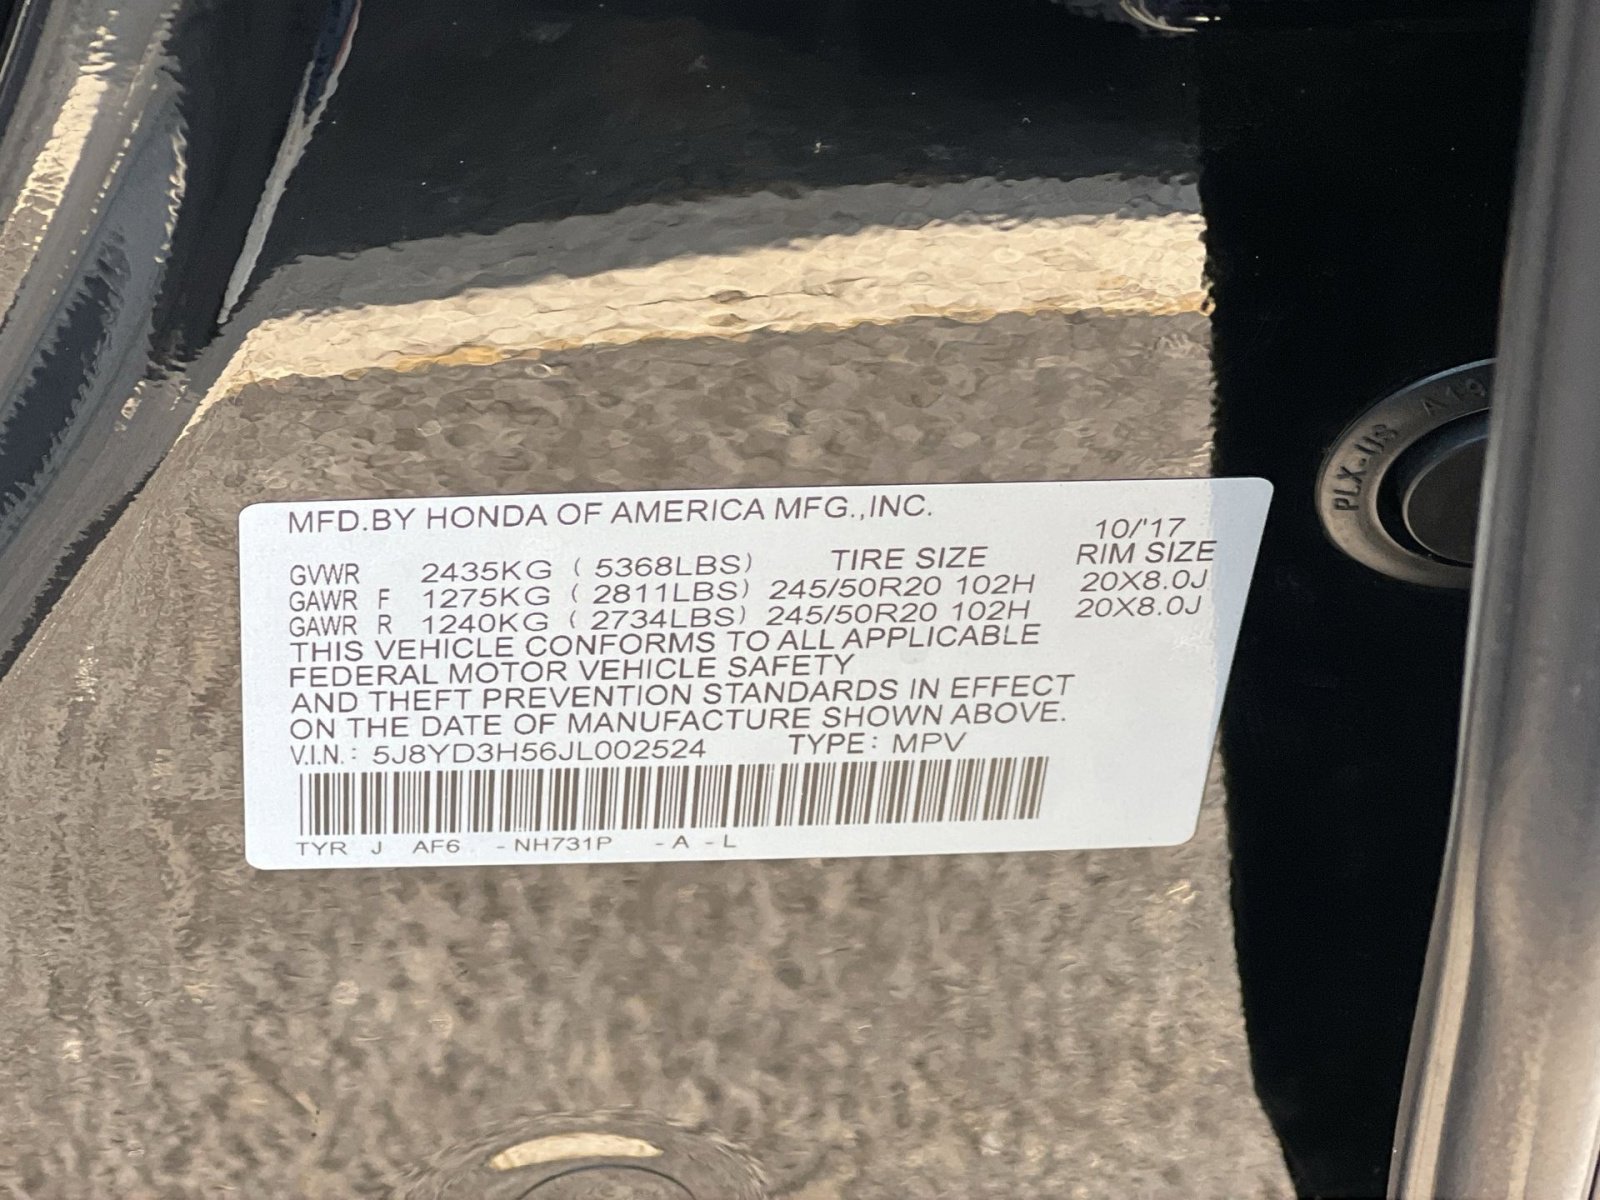 MFD.BY HONDA OF AMERICA MFG.,INC.
10/'17
GVWR 2435KG ( 5368LBS) TIRE SIZE RIM SIZE
GAWR F 1275KG ( 2811LBS) 245/50R20 102H 20X8.0J
GAWR R 1240KG ( 2734LBS) 245/50R20 102H 20X8.0J
THIS VEHICLE CONFORMS TO ALL APPLICABLE
FEDERAL MOTOR VEHICLE SAFETY
AND THEFT PREVENTION STANDARDS IN EFFECT
ON THE DATE OF MANUFACTURE SHOWN ABOVE.
V.I.N.: 5J8YD3H56JL002524 TYPE: MPV
TYR J AF6 - NH731P - A - L
PLX-US